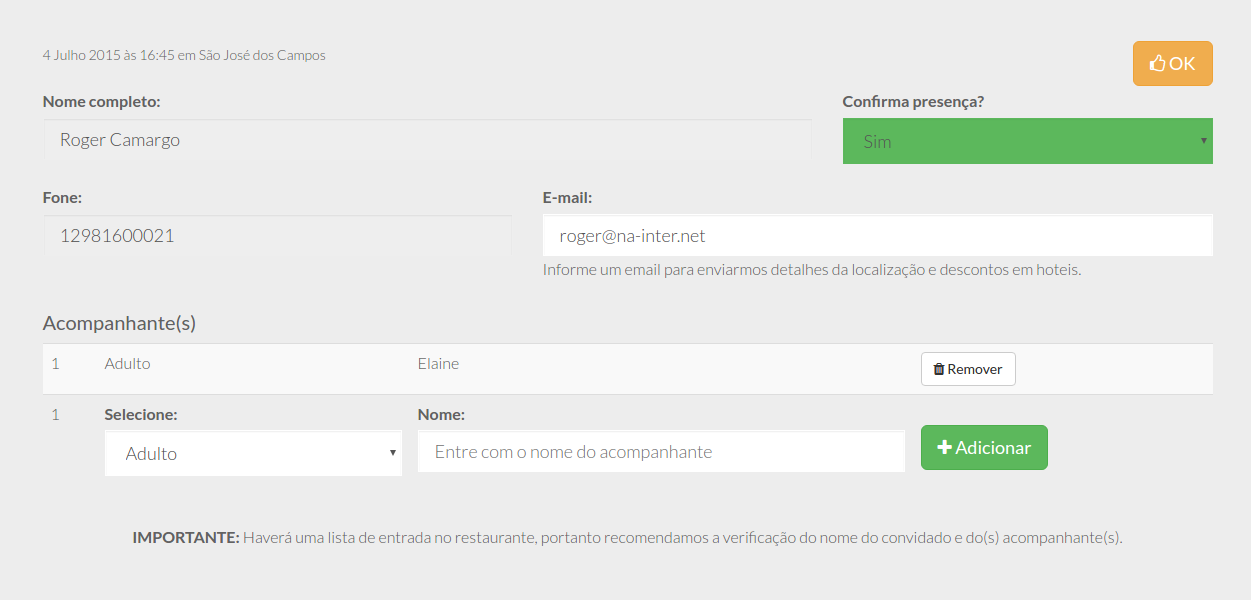 4 Julho 2015 às 16:45 em São José dos Campos
OK
Nome completo:
Confirma presença?
Roger Camargo
Sim
Fone:
E-mail:
12981600021
roger@na-inter.net
Informe um email para enviarmos detalhes da localização e descontos em hoteis.
Acompanhante(s)
1 Adulto Elaine Remover
1 Selecione: Nome:
Adulto
Entre com o nome do acompanhante
Adicionar
IMPORTANTE: Haverá uma lista de entrada no restaurante, portanto recomendamos a verificação do nome do convidado e do(s) acompanhante(s).